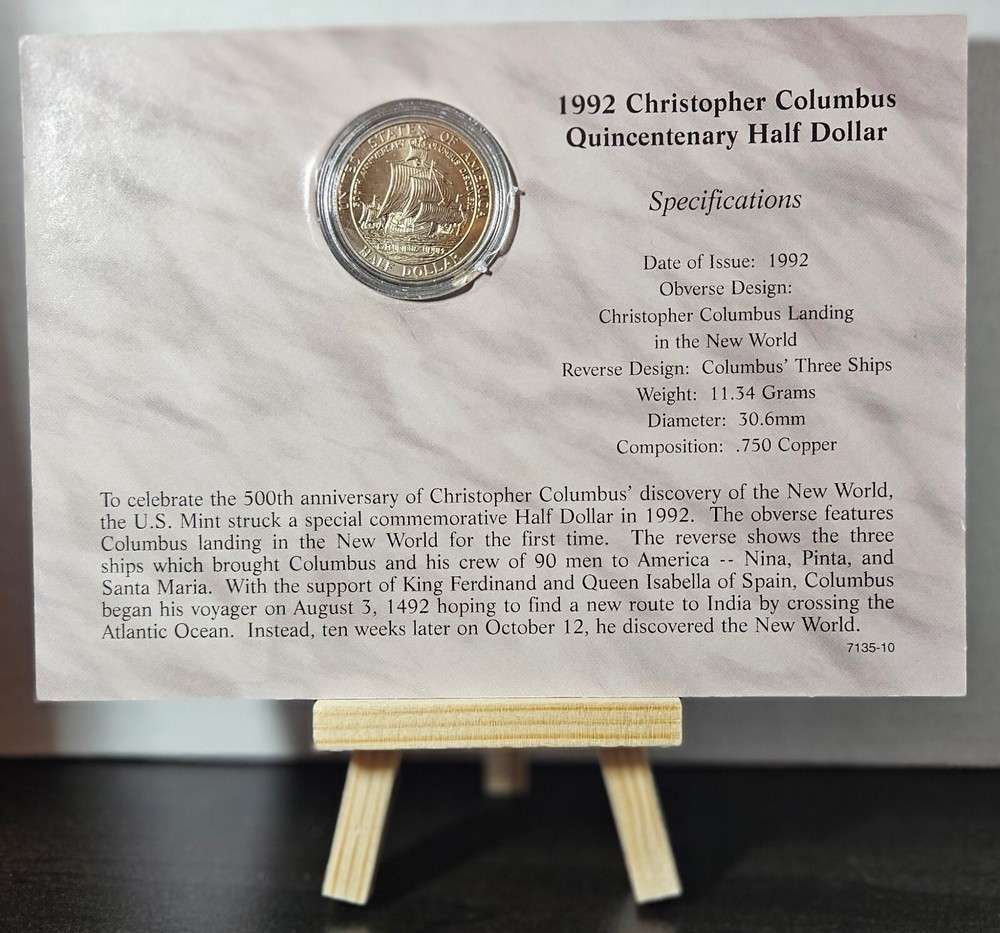 UNITED STATES OF AMERICA
500TH ANNIVERSARY OF COLUMBUS DISCOVERY
HALF DOLLAR
1992 Christopher Columbus
Quincentenary Half Dollar
Specifications
Date of Issue: 1992
Obverse Design:
Christopher Columbus Landing
in the New World
Reverse Design: Columbus' Three Ships
Weight: 11.34 Grams
Diameter: 30.6mm
Composition: .750 Copper
To celebrate the 500th anniversary of Christopher Columbus' discovery of the New World,
the U.S. Mint struck a special commemorative Half Dollar in 1992. The obverse features
Columbus landing in the New World for the first time. The reverse shows the three
ships which brought Columbus and his crew of 90 men to America -- Nina, Pinta, and
Santa Maria. With the support of King Ferdinand and Queen Isabella of Spain, Columbus
began his voyager on August 3, 1492 hoping to find a new route to India by crossing the
Atlantic Ocean. Instead, ten weeks later on October 12, he discovered the New World.
7135-10